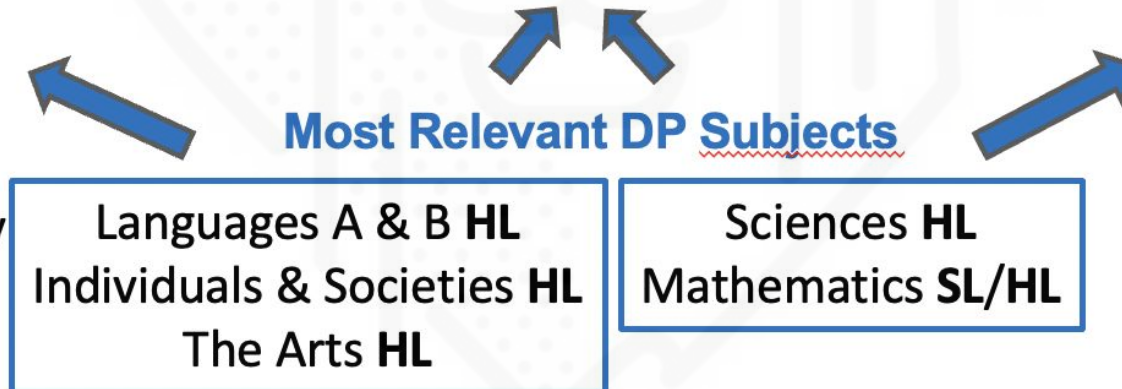 Most Relevant DP Subjects
Languages A & B HL
Individuals & Societies HL
The Arts HL
Sciences HL
Mathematics SL/HL